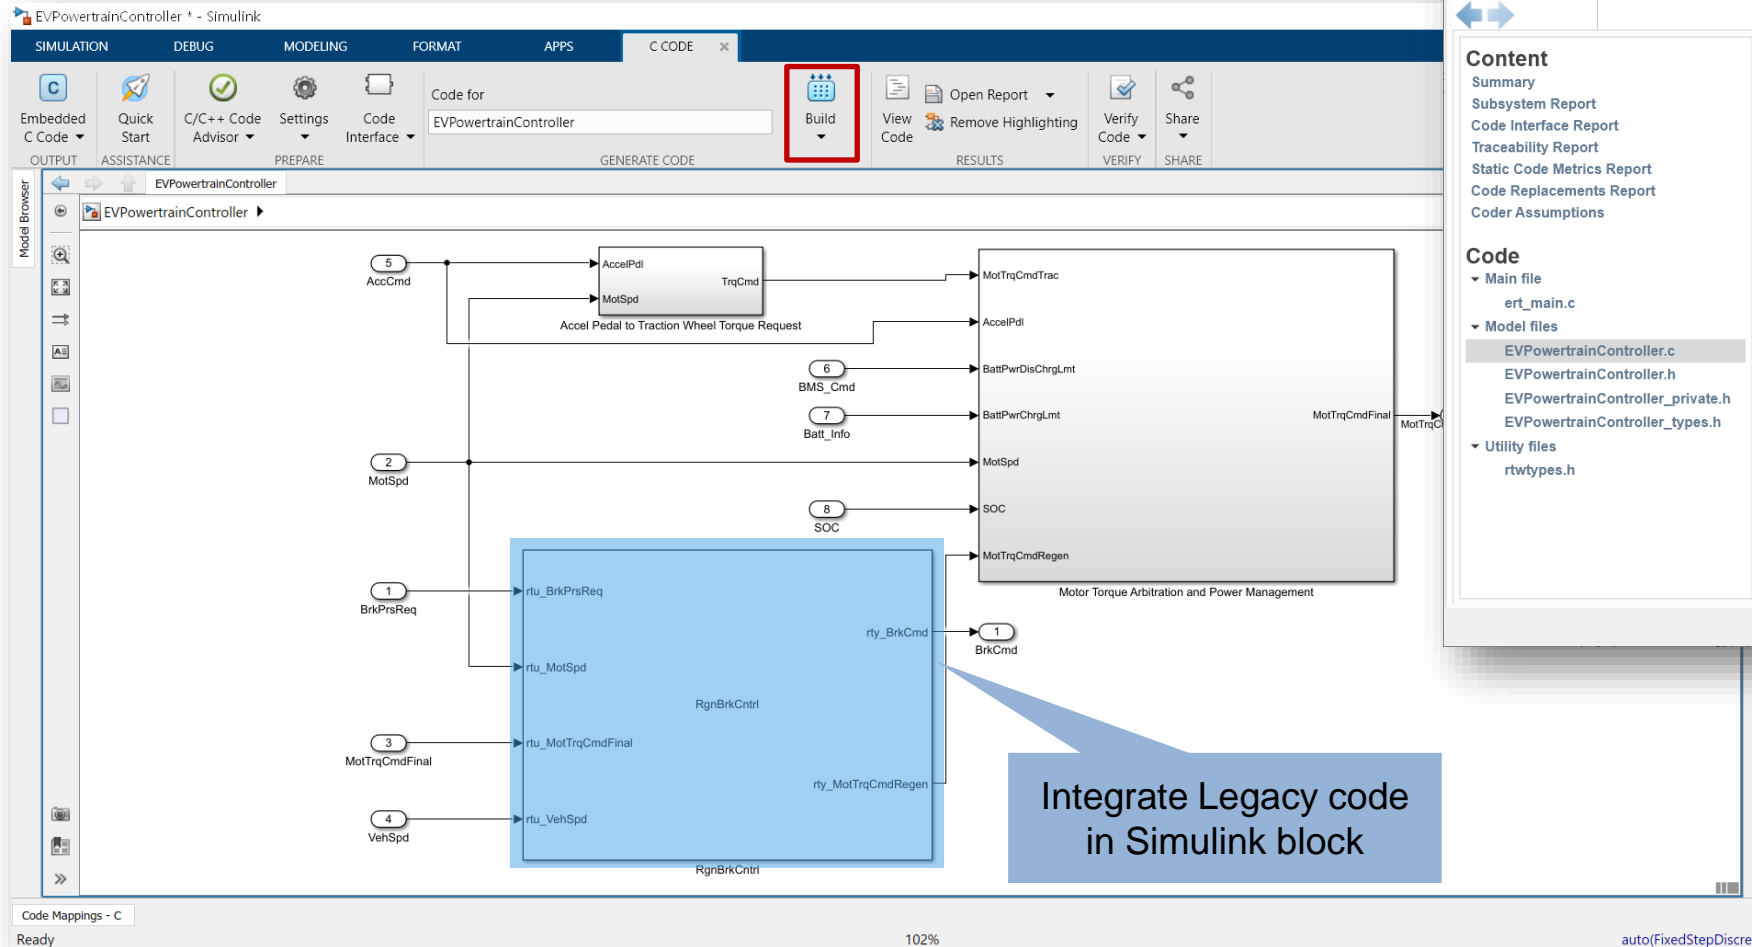 EVPowertrainController * - Simulink
SIMULATION DEBUG MODELING FORMAT APPS C CODE
Embedded C Code
Quick Start
C/C++ Code Advisor
Settings
Code Interface
Code for
EVPowertrainController
Build
View Code
Open Report
Remove Highlighting
Verify Code
Share
OUTPUT ASSISTANCE PREPARE GENERATE CODE RESULTS VERIFY SHARE
Model Browser
EVPowertrainController
EVPowertrainController
5
AccCmd
AccelPdl
MotSpd
TrqCmd
Accel Pedal to Traction Wheel Torque Request
MotTrqCmdTrac
AccelPdl
6
BMS_Cmd
BattPwrDisChrgLmt
7
Batt_Info
BattPwrChrgLmt
MotTrqCmdFinal
2
MotSpd
MotSpd
8
SOC
SOC
MotTrqCmdRegen
Motor Torque Arbitration and Power Management
1
BrkPrsReq
rtu_BrkPrsReq
rty_BrkCmd
1
BrkCmd
rtu_MotSpd
RgnBrkCntrl
3
MotTrqCmdFinal
rtu_MotTrqCmdFinal
rty_MotTrqCmdRegen
4
VehSpd
rtu_VehSpd
RgnBrkCntrl
Integrate Legacy code
in Simulink block
Content
Summary
Subsystem Report
Code Interface Report
Traceability Report
Static Code Metrics Report
Code Replacements Report
Coder Assumptions
Code
Main file
ert_main.c
Model files
EVPowertrainController.c
EVPowertrainController.h
EVPowertrainController_private.h
EVPowertrainController_types.h
Utility files
rtwtypes.h
Code Mappings - C
Ready 102% auto(FixedStepDiscre